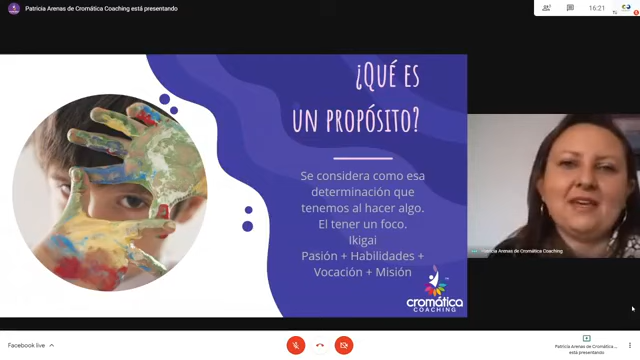 Patricia Arenas de Cromática Coaching está presentando
16:21
¿QUÉ ES
UN PROPÓSITO?
Se considera como esa
determinación que
tenemos al hacer algo.
El tener un foco.
Ikigai
Pasión + Habilidades +
Vocación + Misión
cromática
COACHING
Patricia Arenas de Cromática Coaching
Facebook live
Patricia Arenas de Cromática ...
está presentando